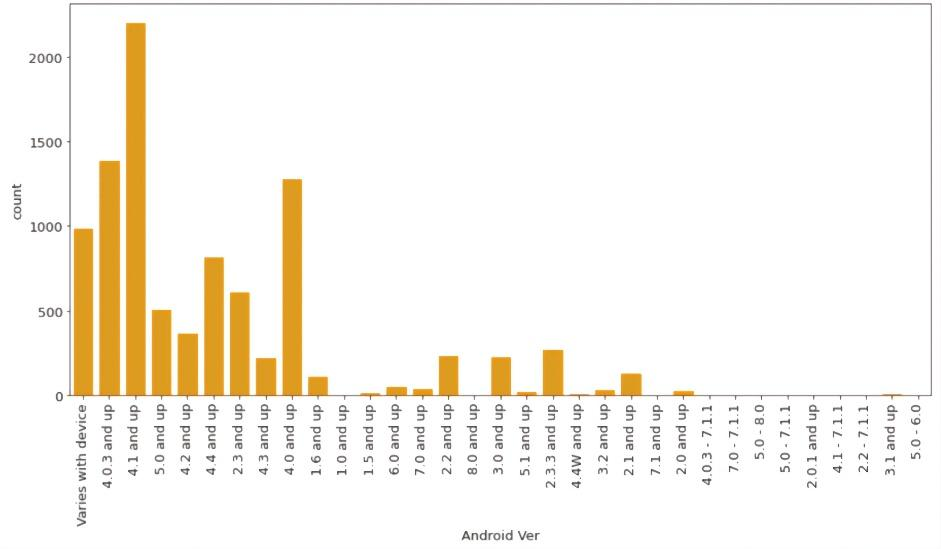 2000
1500
1000
500
0
count
Varies with device
4.0.3 and up
4.1 and up
5.0 and up
4.2 and up
4.4 and up
2.3 and up
4.3 and up
4.0 and up
1.6 and up
1.0 and up
1.5 and up
6.0 and up
7.0 and up
2.2 and up
8.0 and up
3.0 and up
5.1 and up
2.3.3 and up
4.4W and up
3.2 and up
2.1 and up
7.1 and up
2.0 and up
4.0.3 - 7.1.1
7.0 - 7.1.1
5.0 - 8.0
5.0 - 7.1.1
2.0.1 and up
4.1 - 7.1.1
2.2 - 7.1.1
3.1 and up
5.0 - 6.0
Android Ver